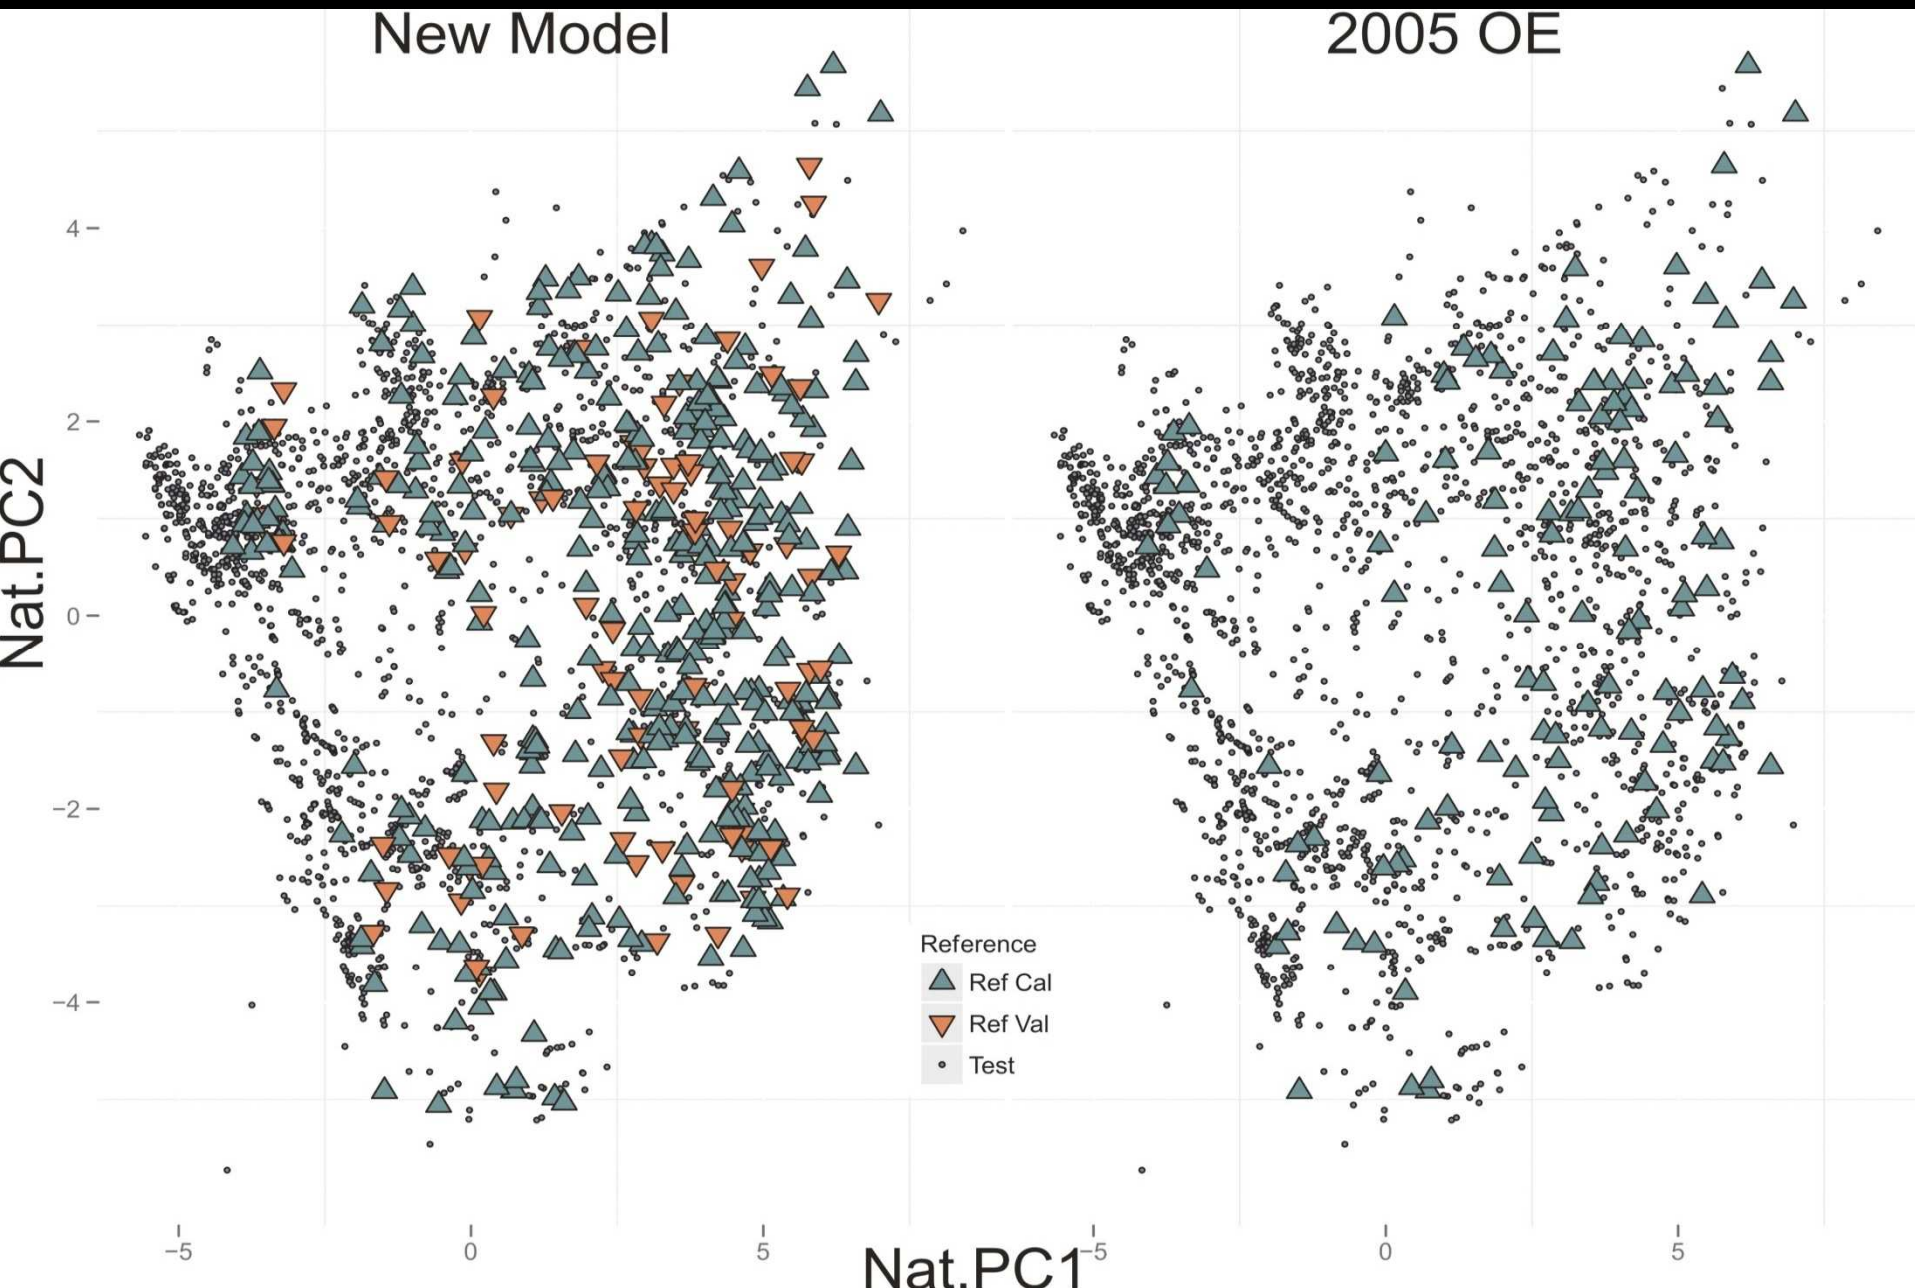 New Model
2005 OE
Nat.PC2
4
2
0
−2
−4
Reference
Ref Cal
Ref Val
Test
−5
0
5
−5
0
5
Nat.PC1